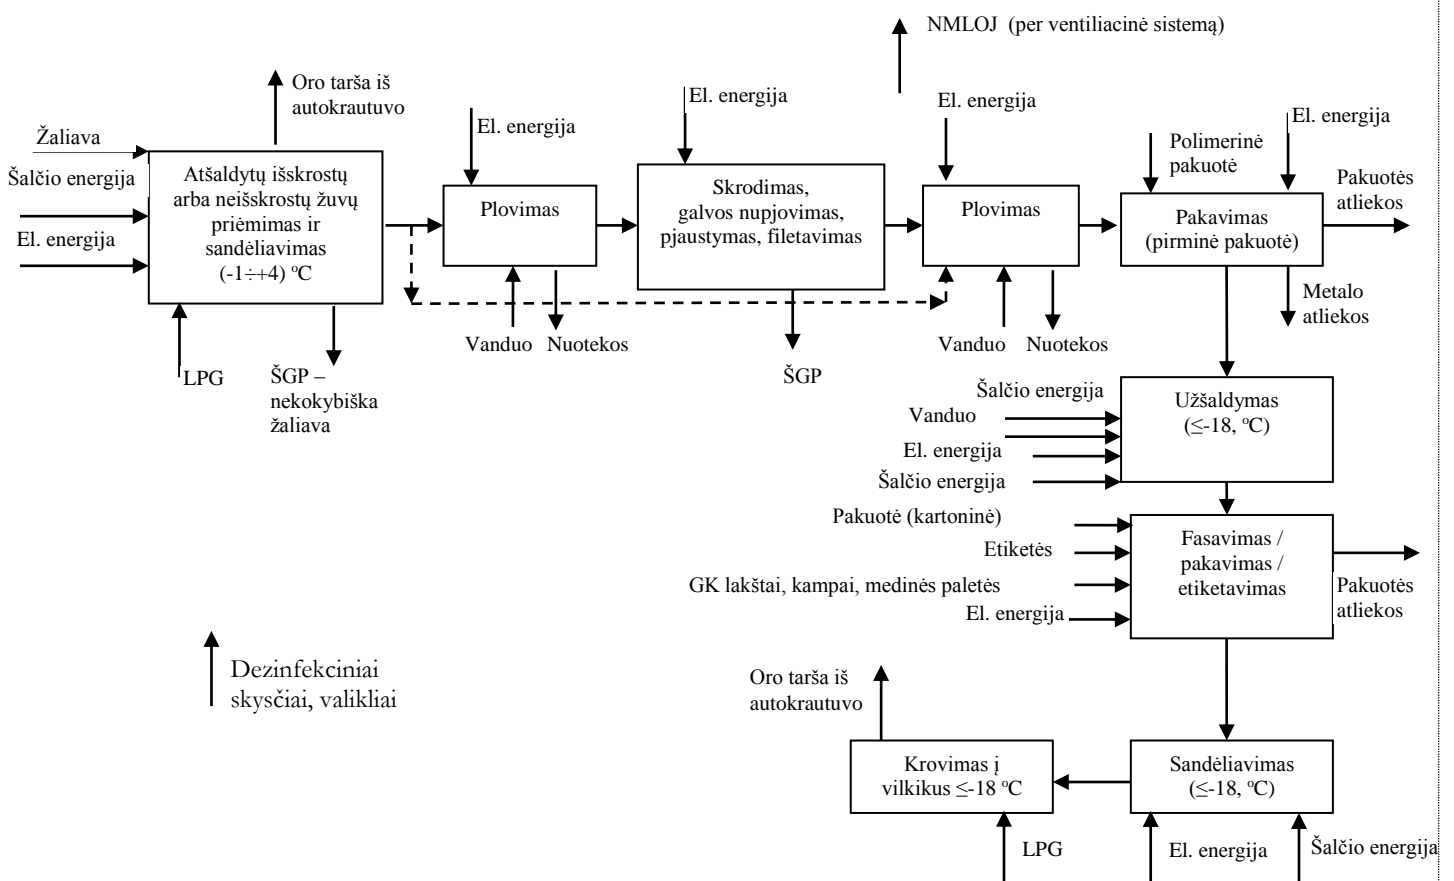 NMLOJ (per ventiliacinė sistemą)
Oro tarša iš
autokrautuvo
El. energija
El. energija
El. energija
El. energija
Žaliava
Šalčio energija
El. energija
Atšaldytų išskrostų
arba neišskrostų žuvų
priėmimas ir
sandėliavimas
(-1÷+4) ºC
Plovimas
Skrodimas,
galvos nupjovimas,
pjaustymas, filetavimas
Plovimas
Polimerinė
pakuotė
Pakavimas
(pirminė pakuotė)
Pakuotės
atliekos
Metalo
atliekos
Vanduo
Nuotekos
Vanduo
Nuotekos
LPG
ŠGP –
nekokybiška
žaliava
ŠGP
Šalčio energija
Vanduo
El. energija
Šalčio energija
Užšaldymas
(≤-18, ºC)
Pakuotė (kartoninė)
Etiketės
GK lakštai, kampai, medinės paletės
El. energija
Fasavimas /
pakavimas /
etiketavimas
Pakuotės
atliekos
Dezinfekciniai
skysčiai, valikliai
Oro tarša iš
autokrautuvo
Krovimas į
vilkikus ≤-18 ºC
Sandėliavimas
(≤-18, ºC)
LPG
El. energija
Šalčio energija